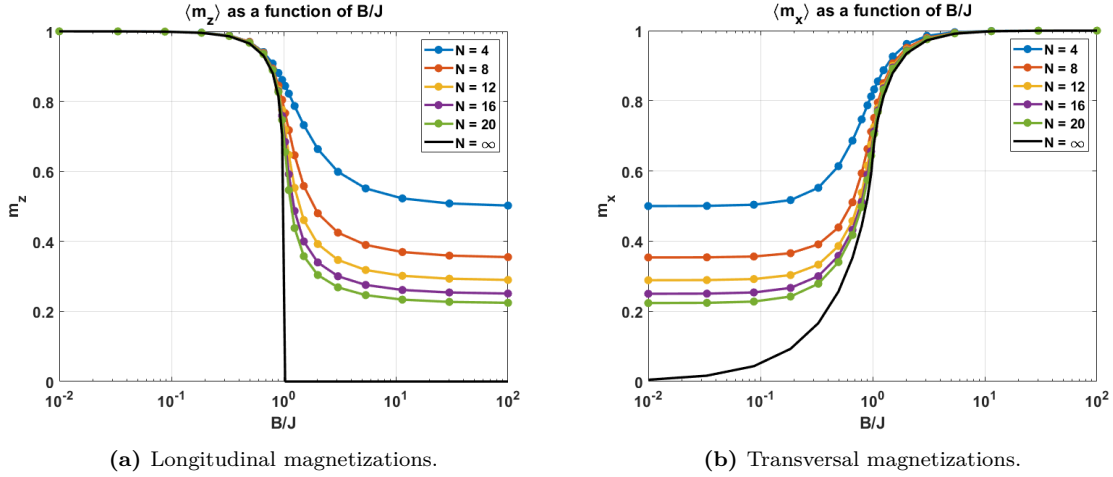 ⟨m_z⟩ as a function of B/J
1
0.8
0.6
0.4
0.2
0
m_z
10^-2
10^-1
10^0
10^1
10^2
B/J
N = 4
N = 8
N = 12
N = 16
N = 20
N = ∞
(a) Longitudinal magnetizations.
⟨m_x⟩ as a function of B/J
1
0.8
0.6
0.4
0.2
0
m_x
10^-2
10^-1
10^0
10^1
10^2
B/J
N = 4
N = 8
N = 12
N = 16
N = 20
N = ∞
(b) Transversal magnetizations.